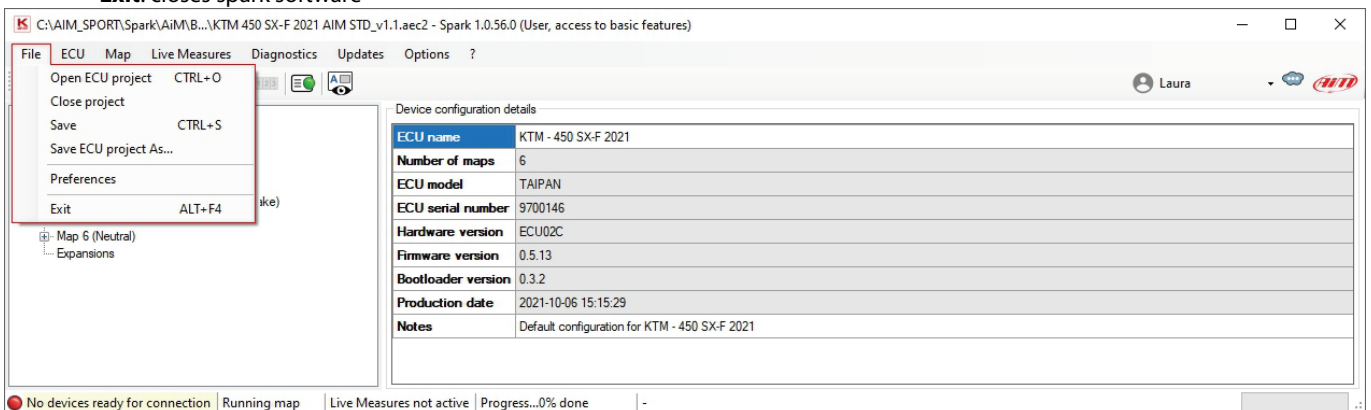 Exit: closes spark software
C:\AIM_SPORT\Spark\AiM\B...\KTM 450 SX-F 2021 AIM STD_v1.1.aec2 - Spark 1.0.56.0 (User, access to basic features)
File ECU Map Live Measures Diagnostics Updates Options ?
Open ECU project CTRL+O
Close project
Save CTRL+S
Save ECU project As...
Preferences
Exit ALT+F4
Laura
AiM
ake)
Map 6 (Neutral)
Expansions
Device configuration details
ECU name KTM - 450 SX-F 2021
Number of maps 6
ECU model TAIPAN
ECU serial number 9700146
Hardware version ECU02C
Firmware version 0.5.13
Bootloader version 0.3.2
Production date 2021-10-06 15:15:29
Notes Default configuration for KTM - 450 SX-F 2021
No devices ready for connection Running map Live Measures not active Progress...0% done -